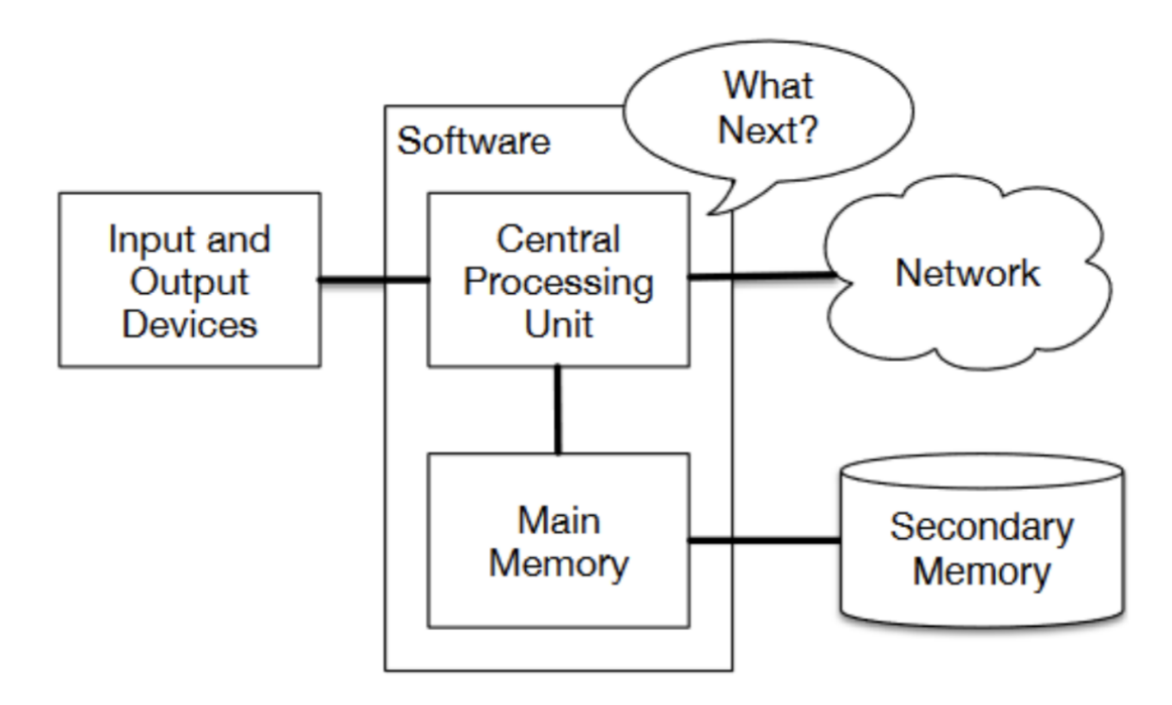 What
Next?
Software
Input and
Output
Devices
Central
Processing
Unit
Network
Main
Memory
Secondary
Memory